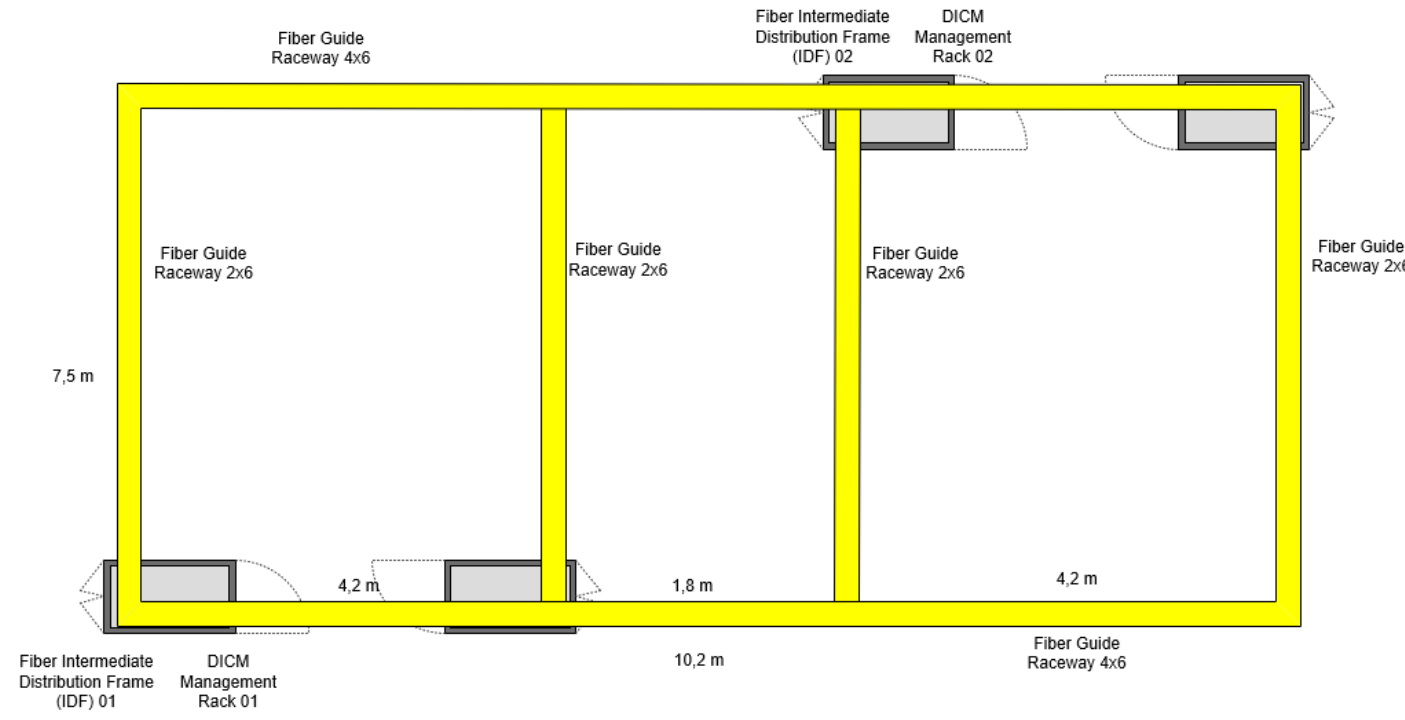 Fiber Intermediate
Distribution Frame
(IDF) 02
DICM
Management
Rack 02
Fiber Guide
Raceway 4x6
Fiber Guide
Raceway 2x6
Fiber Guide
Raceway 2x6
Fiber Guide
Raceway 2x6
Fiber Guide
Raceway 2x6
7,5 m
4,2 m
1,8 m
4,2 m
10,2 m
Fiber Guide
Raceway 4x6
Fiber Intermediate
Distribution Frame
(IDF) 01
DICM
Management
Rack 01